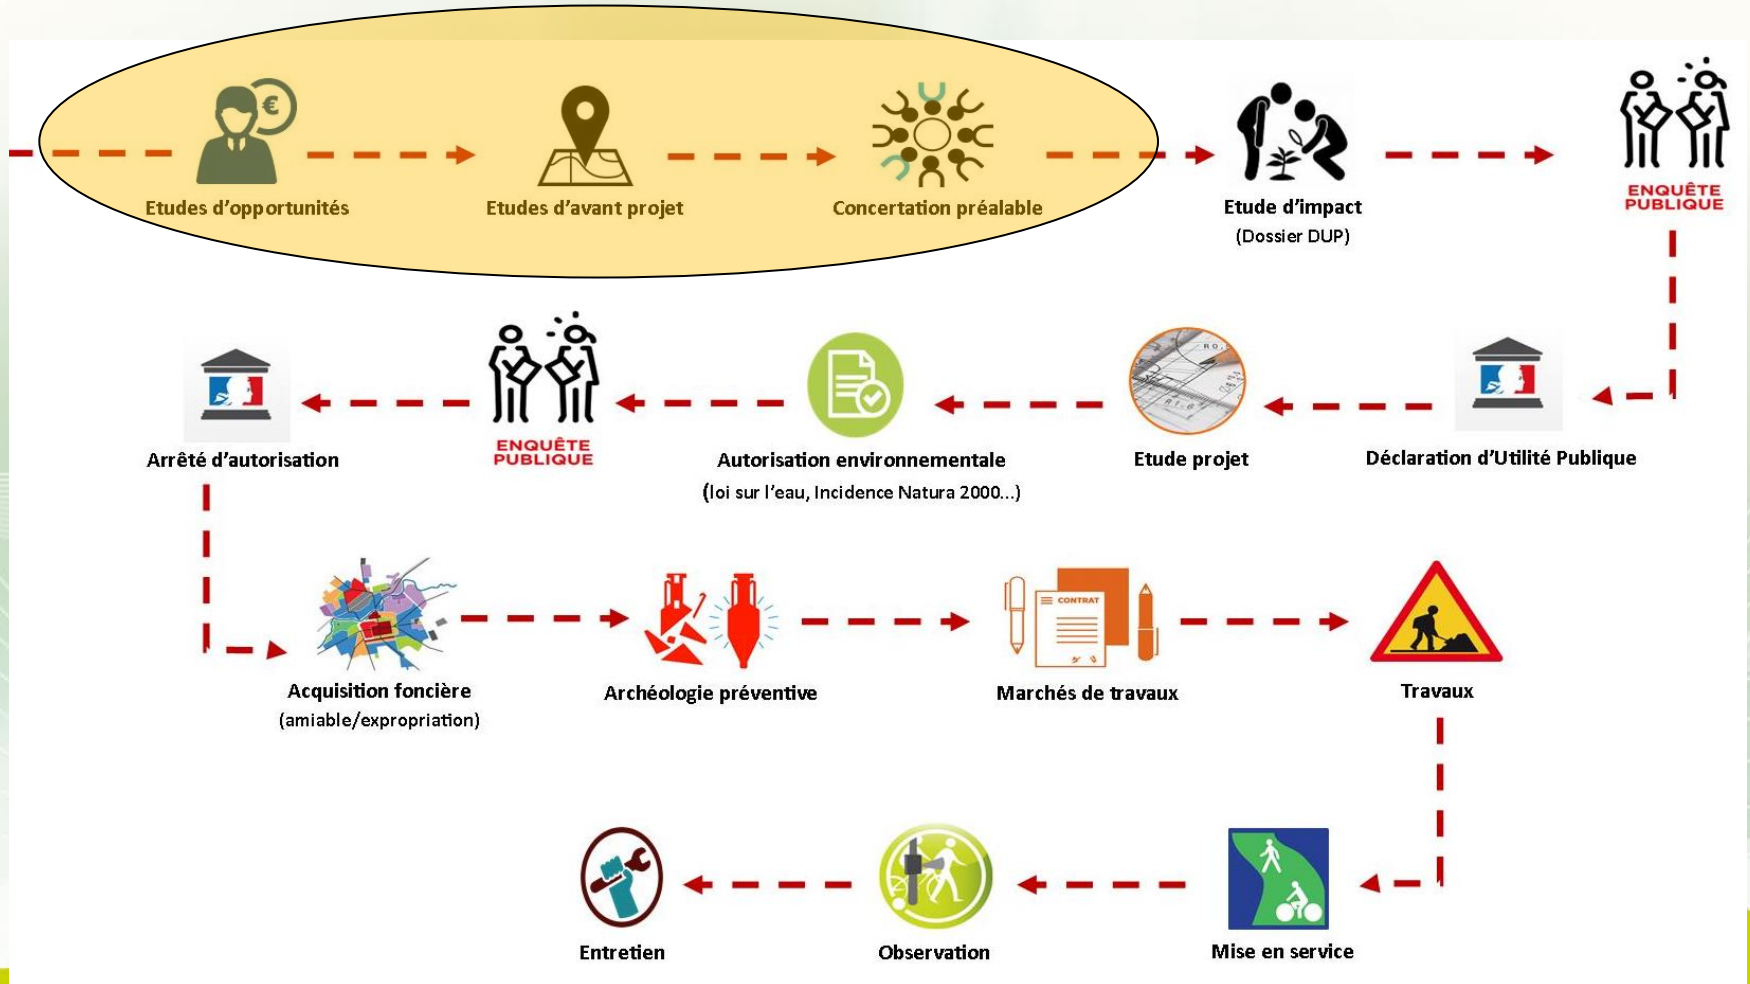 Etudes d'opportunités
Etudes d'avant projet
Concertation préalable
Etude d'impact
(Dossier DUP)
ENQUÊTE
PUBLIQUE
Arrêté d'autorisation
ENQUÊTE
PUBLIQUE
Autorisation environnementale
(loi sur l'eau, Incidence Natura 2000...)
Etude projet
Déclaration d'Utilité Publique
Acquisition foncière
(amiable/expropriation)
Archéologie préventive
CONTRAT
Marchés de travaux
Travaux
Entretien
Observation
Mise en service